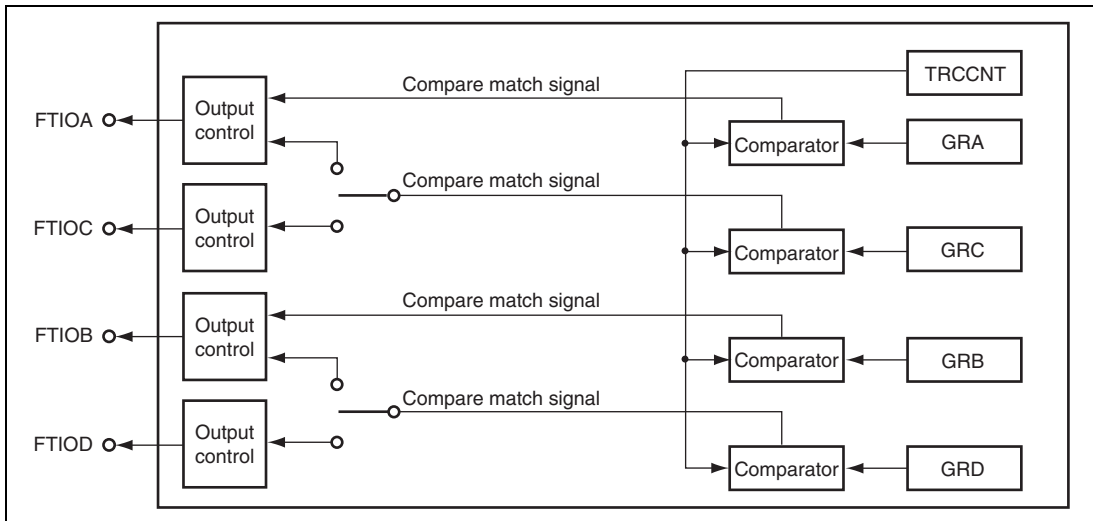 TRCCNT
Compare match signal
FTIOA
Output
control
Comparator
GRA
Compare match signal
FTIOC
Output
control
Comparator
GRC
Compare match signal
FTIOB
Output
control
Comparator
GRB
Compare match signal
FTIOD
Output
control
Comparator
GRD